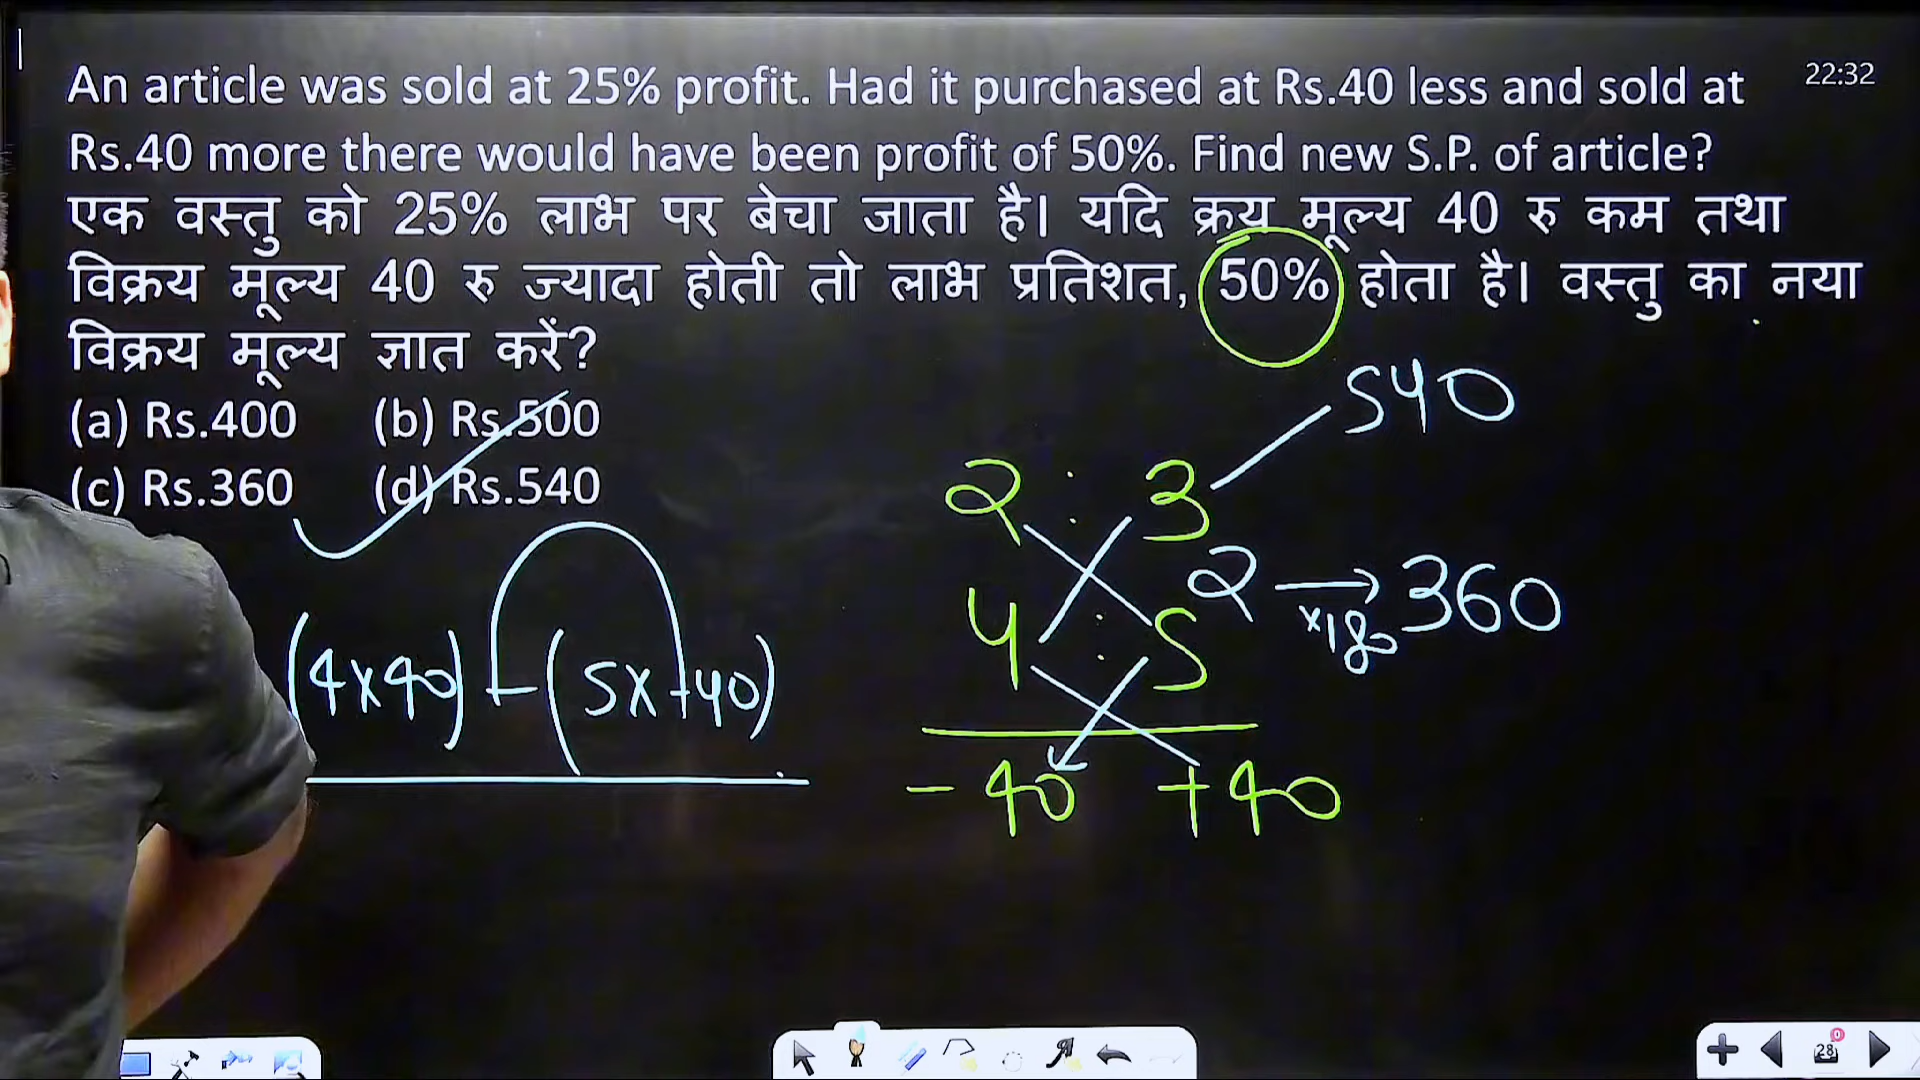 An article was sold at 25% profit. Had it purchased at Rs.40 less and sold at
22:32
Rs.40 more there would have been profit of 50%. Find new S.P. of article?
एक वस्तु को 25% लाभ पर बेचा जाता है। यदि क्रय मूल्य 40 रु कम तथा
विक्रय मूल्य 40 रु ज्यादा होती तो लाभ प्रतिशत, 50% होता है। वस्तु का नया
विक्रय मूल्य ज्ञात करें?
(a) Rs.400 (b) Rs.500
(c) Rs.360 (d) Rs.540
540
2 : 3
2 → 360
×180
4 : 5
(4×40) - (5×+40)
- 40 +40
28
0